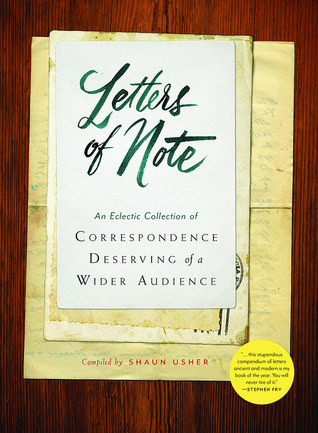 Letters
of Note
An Eclectic Collection of
CORRESPONDENCE
DESERVING of a
WIDER AUDIENCE
Compiled by SHAUN USHER
“... this stupendous
compendium of letters
ancient and modern is my
book of the year. You will
never tire of it.”
—STEPHEN FRY